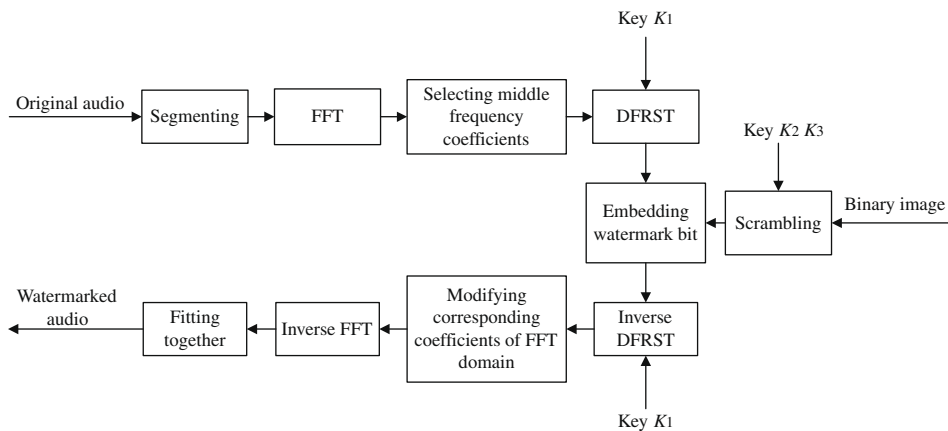 Key K1
Original audio
Segmenting
FFT
Selecting middle
frequency
coefficients
DFRST
Key K2 K3
Embedding
watermark bit
Scrambling
Binary image
Watermarked
audio
Fitting
together
Inverse FFT
Modifying
corresponding
coefficients of FFT
domain
Inverse
DFRST
Key K1